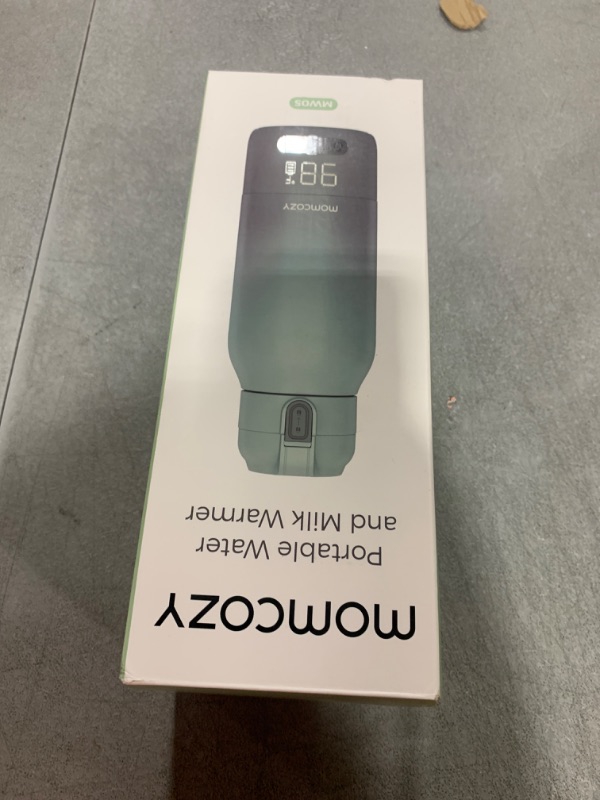 momcozy
Portable Water
and Milk Warmer
momcozy
98 °F
MW05